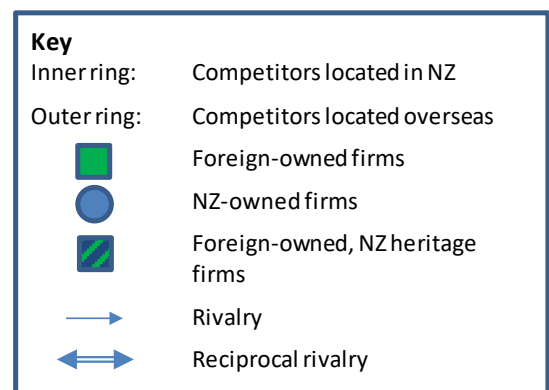 Key
Inner ring: Competitors located in NZ
Outer ring: Competitors located overseas
Foreign-owned firms
NZ-owned firms
Foreign-owned, NZ heritage
firms
Rivalry
Reciprocal rivalry